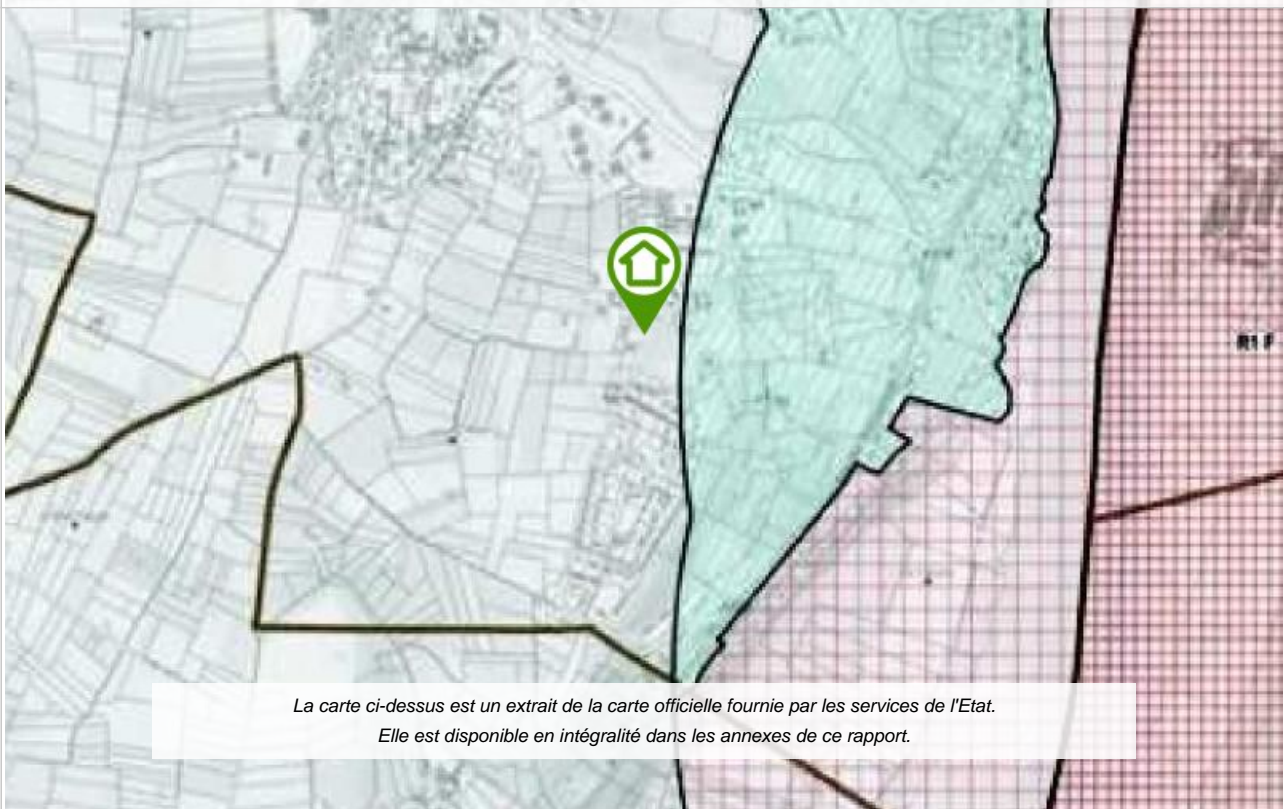 R1 F
La carte ci-dessus est un extrait de la carte officielle fournie par les services de l'Etat.
Elle est disponible en intégralité dans les annexes de ce rapport.